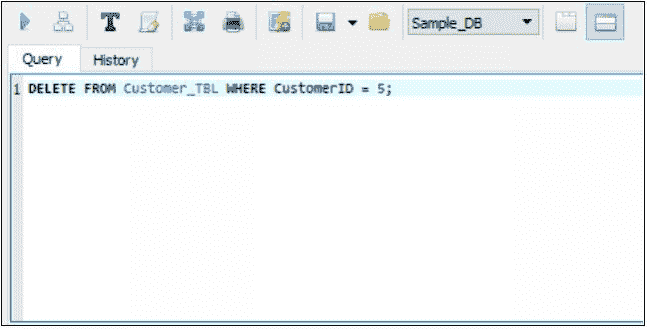 Sample_DB
Query History
1 DELETE FROM Customer_TBL WHERE CustomerID = 5;